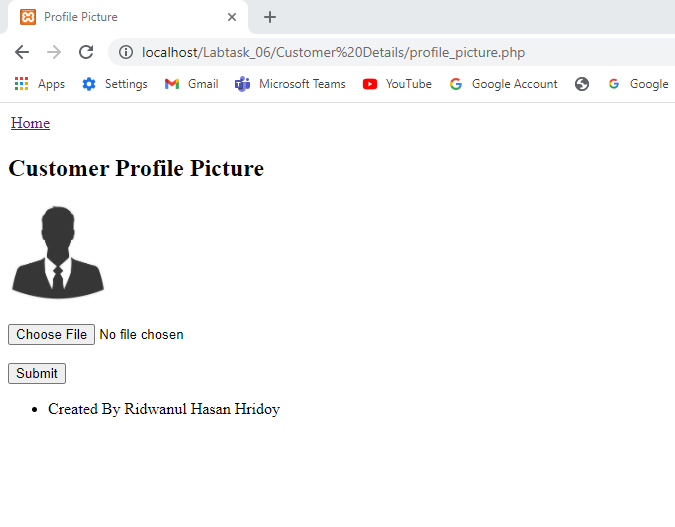 Profile Picture
localhost/Labtask_06/Customer%20Details/profile_picture.php
Apps Settings Gmail Microsoft Teams YouTube Google Account Google
Home
Customer Profile Picture
Choose File No file chosen
Submit
Created By Ridwanul Hasan Hridoy